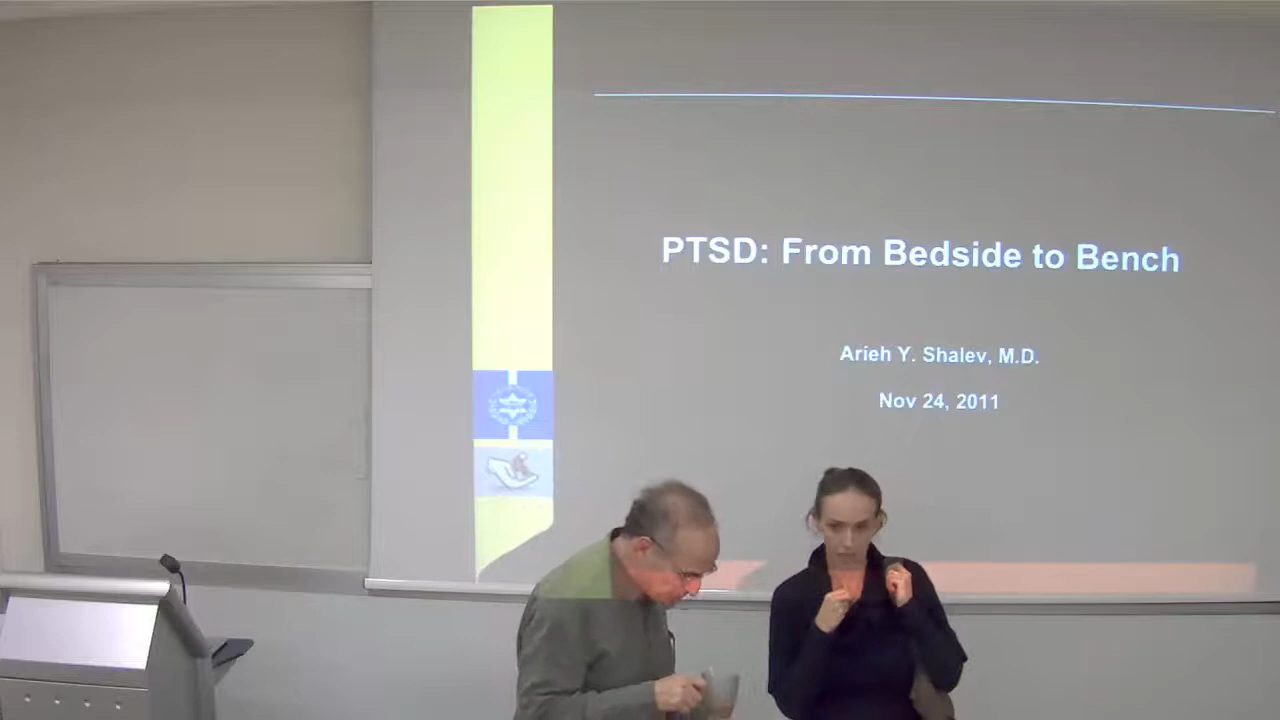 PTSD: From Bedside to Bench
Arieh Y. Shalev, M.D.
Nov 24, 2011